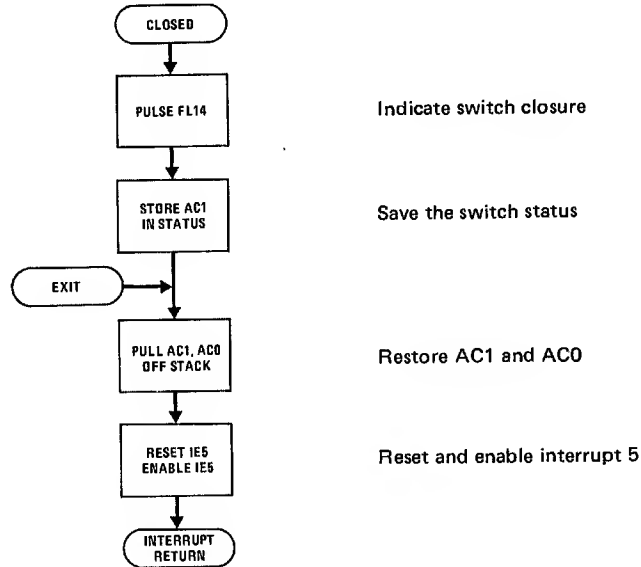 CLOSED
PULSE FL14
Indicate switch closure
STORE AC1
IN STATUS
Save the switch status
EXIT
PULL AC1, AC0
OFF STACK
Restore AC1 and AC0
RESET IE5
ENABLE IE5
Reset and enable interrupt 5
INTERRUPT
RETURN